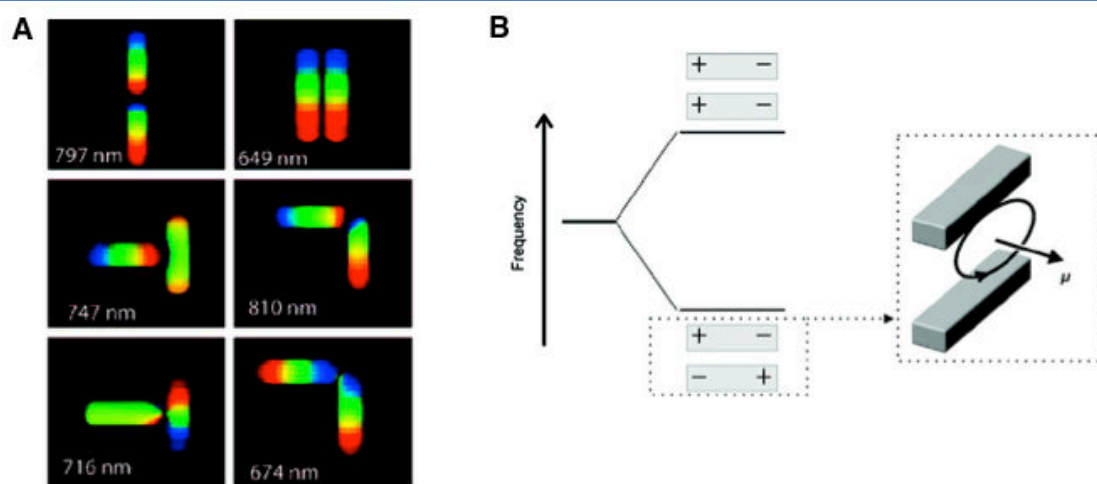 A
797 nm
649 nm
747 nm
810 nm
716 nm
674 nm
B
Frequency
+ −
+ −
+ −
− +
μ